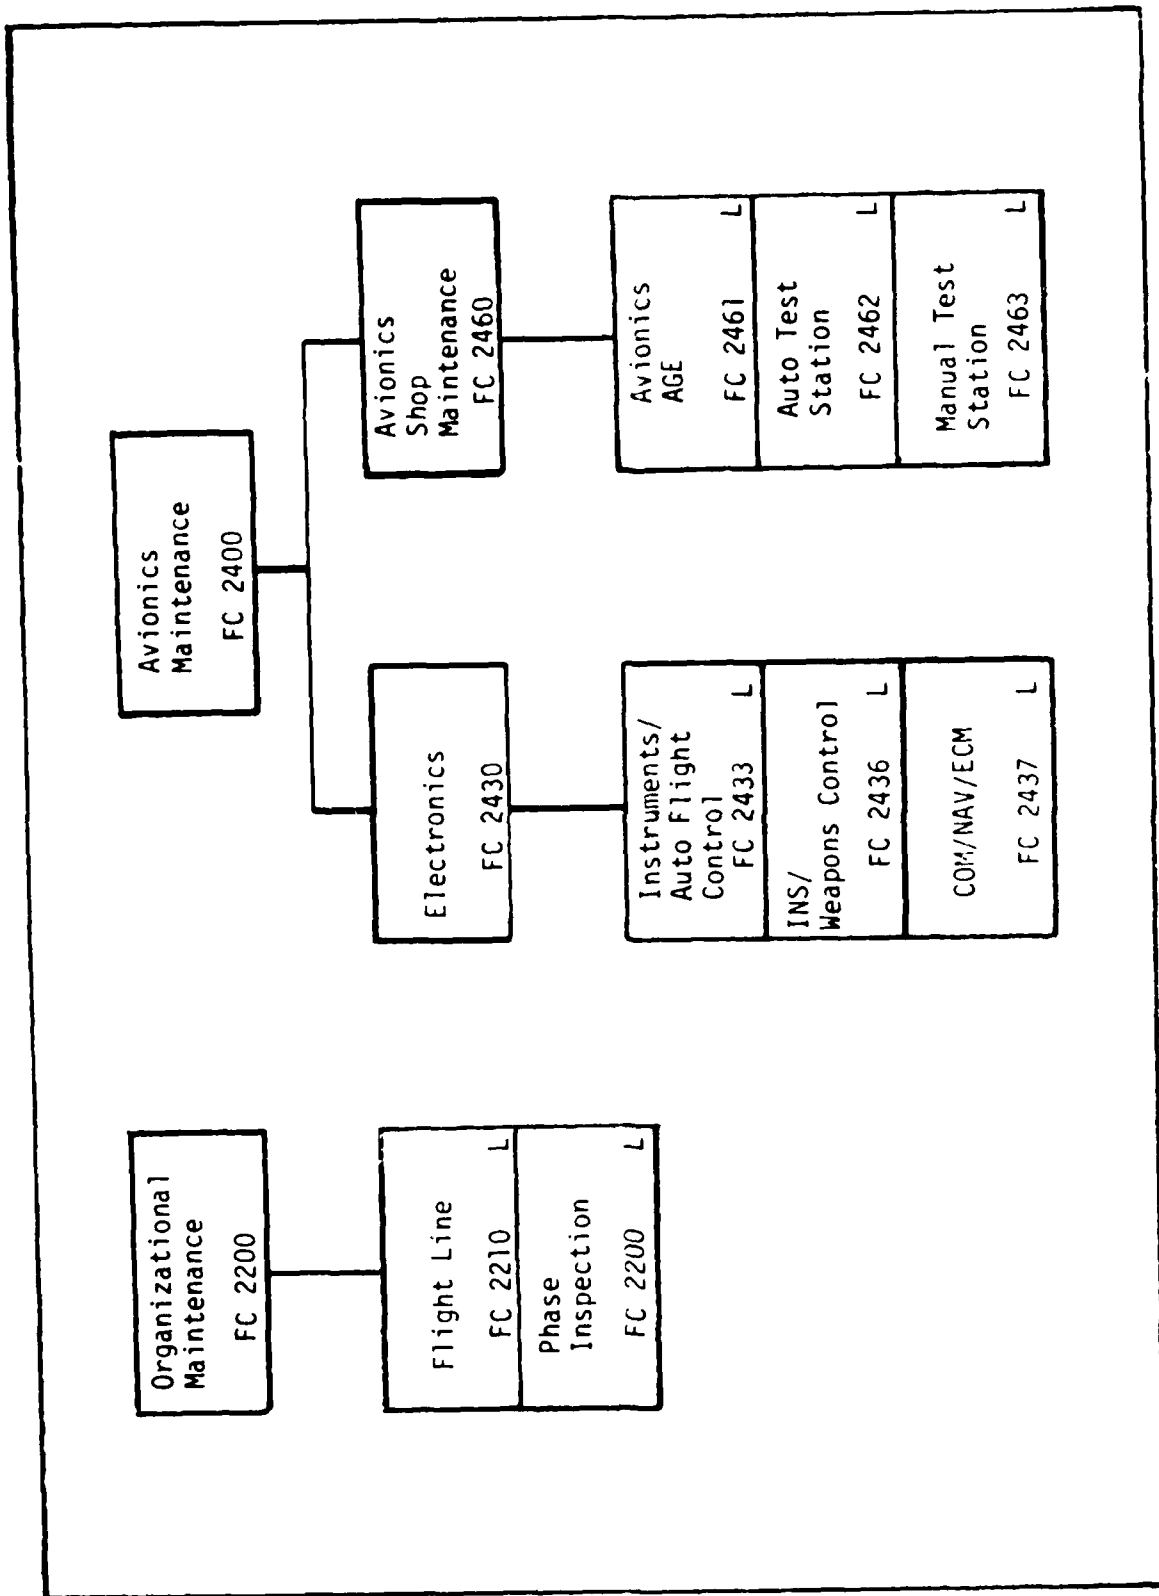 Organizational
Maintenance
FC 2200
Flight Line
FC 2210 L
Phase
Inspection
FC 2200 L
Avionics
Maintenance
FC 2400
Electronics
FC 2430
Instruments/
Auto Flight
Control
FC 2433 L
INS/
Weapons Control
FC 2436 L
COM/NAV/ECM
FC 2437 L
Avionics
Shop
Maintenance
FC 2460
Avionics
AGE
FC 2461 L
Auto Test
Station
FC 2462 L
Manual Test
Station
FC 2463 L